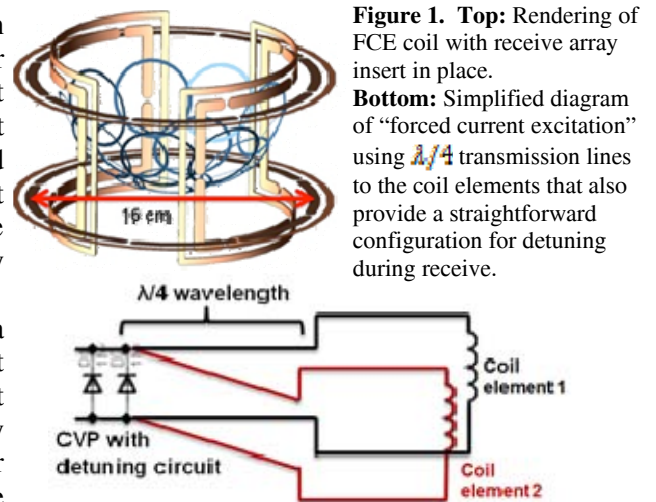 Figure 1. Top: Rendering of
FCE coil with receive array
insert in place.
Bottom: Simplified diagram
of “forced current excitation”
using λ/4 transmission lines
to the coil elements that also
provide a straightforward
configuration for detuning
during receive.
16 cm
λ/4 wavelength
Coil
element 1
CVP with
detuning circuit
Coil
element 2